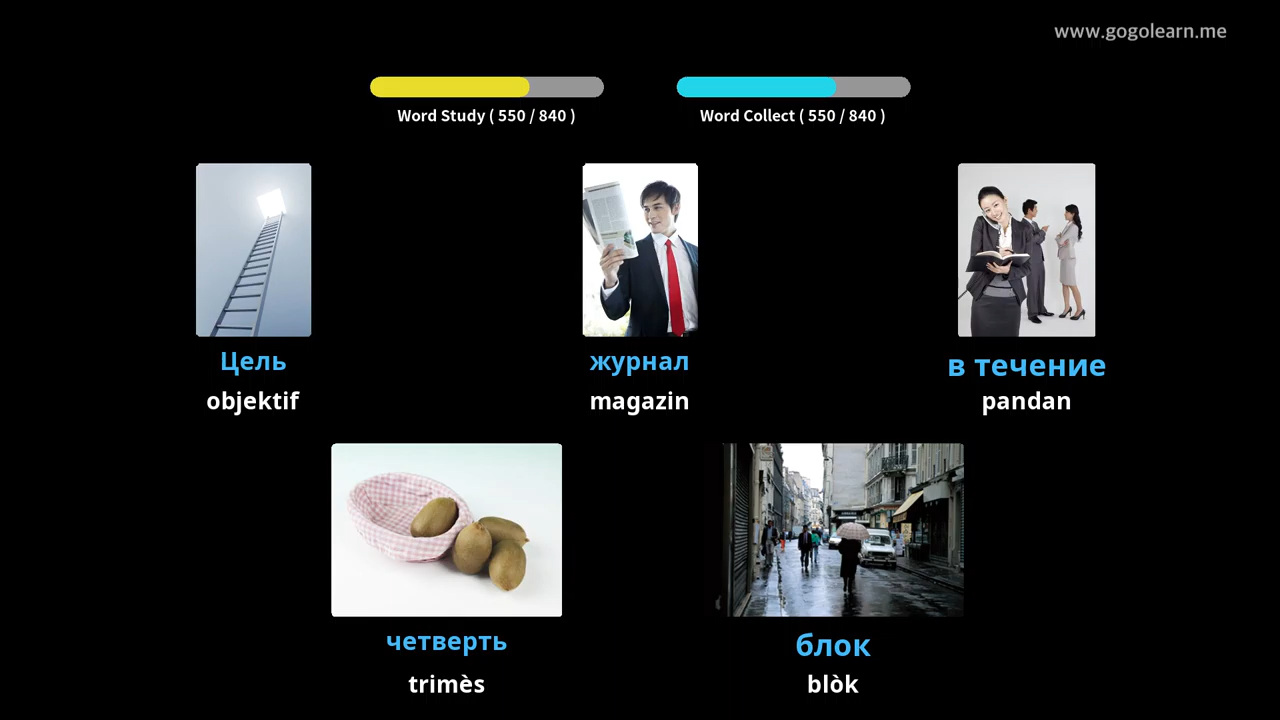 www.gogolearn.me
Word Study ( 550 / 840 )
Word Collect ( 550 / 840 )
Цель
objektif
журнал
magazin
в течение
pandan
четверть
trimès
блок
blòk